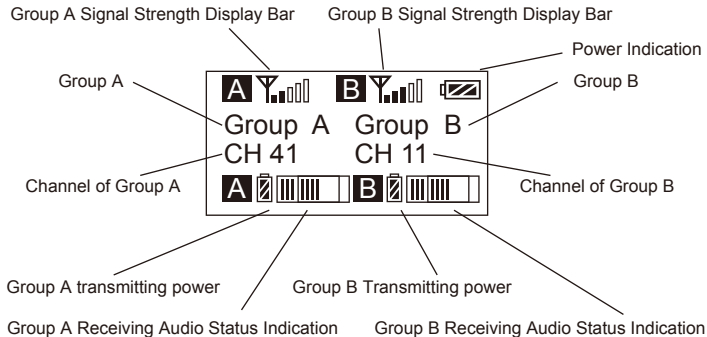 Group A Signal Strength Display Bar
Group B Signal Strength Display Bar
Power Indication
Group A
Group B
A B
Group A Group B
CH 41 CH 11
Channel of Group A
Channel of Group B
A B
Group A transmitting power
Group B Transmitting power
Group A Receiving Audio Status Indication
Group B Receiving Audio Status Indication